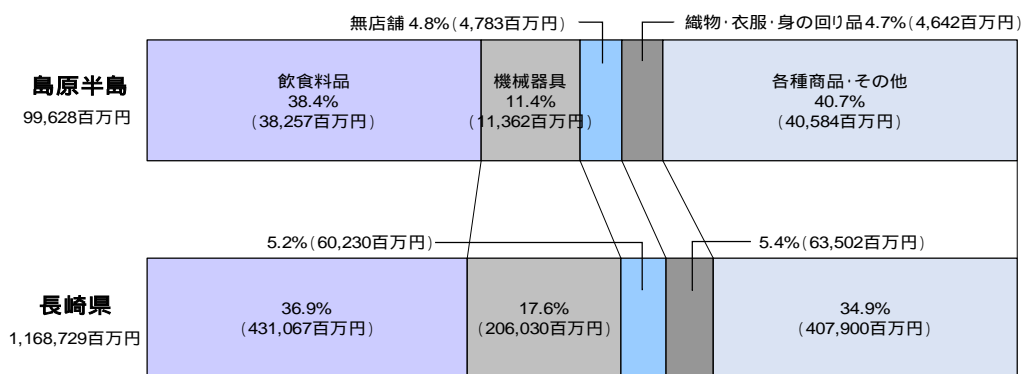 無店舗 4.8%(4,783百万円)
織物・衣服・身の回り品 4.7%(4,642百万円)
島原半島
99,628百万円
飲食料品
38.4%
(38,257百万円)
機械器具
11.4%
(11,362百万円)
各種商品・その他
40.7%
(40,584百万円)
5.2%(60,230百万円)
5.4%(63,502百万円)
長崎県
1,168,729百万円
36.9%
(431,067百万円)
17.6%
(206,030百万円)
34.9%
(407,900百万円)